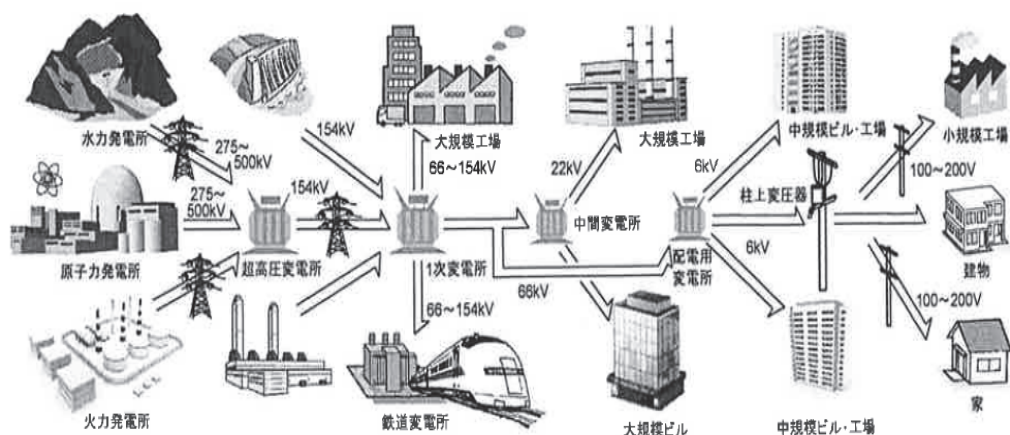 水力発電所
275～
500kV
154kV
大規模工場
66～154kV
大規模工場
22kV
中規模ビル・工場
6kV
小規模工場
100～200V
275～
500kV
154kV
柱上変圧器
原子力発電所
超高圧変電所
1次変電所
中間変電所
配電用
変電所
6kV
建物
66～154kV
66kV
100～200V
火力発電所
鉄道変電所
大規模ビル
中規模ビル・工場
家